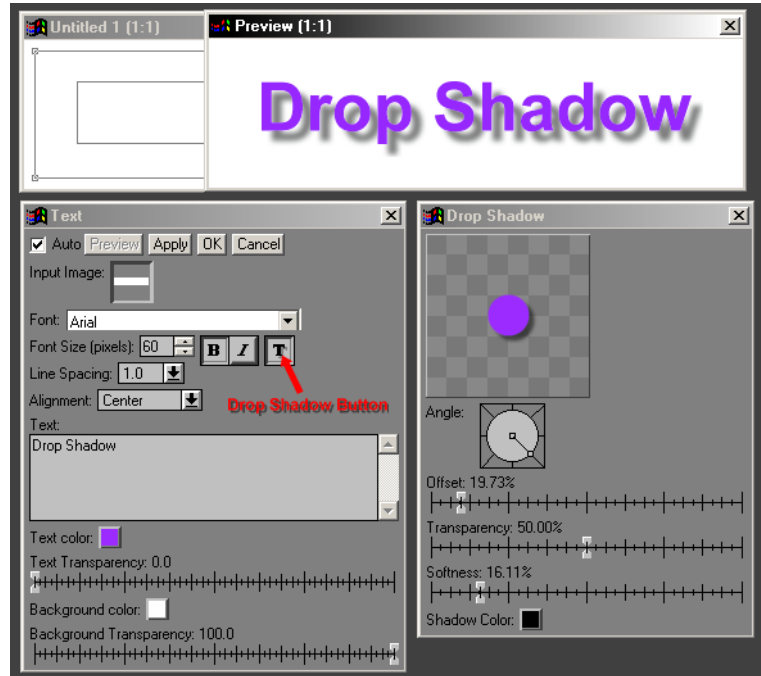 Untitled 1 (1:1)
Preview (1:1)
Drop Shadow
Text
Auto Preview Apply OK Cancel
Input Image:
Font: Arial
Font Size (pixels): 60 B I T
Line Spacing: 1.0
Alignment: Center
Drop Shadow Button
Text:
Drop Shadow
Text color:
Text Transparency: 0.0
Background color:
Background Transparency: 100.0
Drop Shadow
Angle:
Offset: 19.73%
Transparency: 50.00%
Softness: 16.11%
Shadow Color: